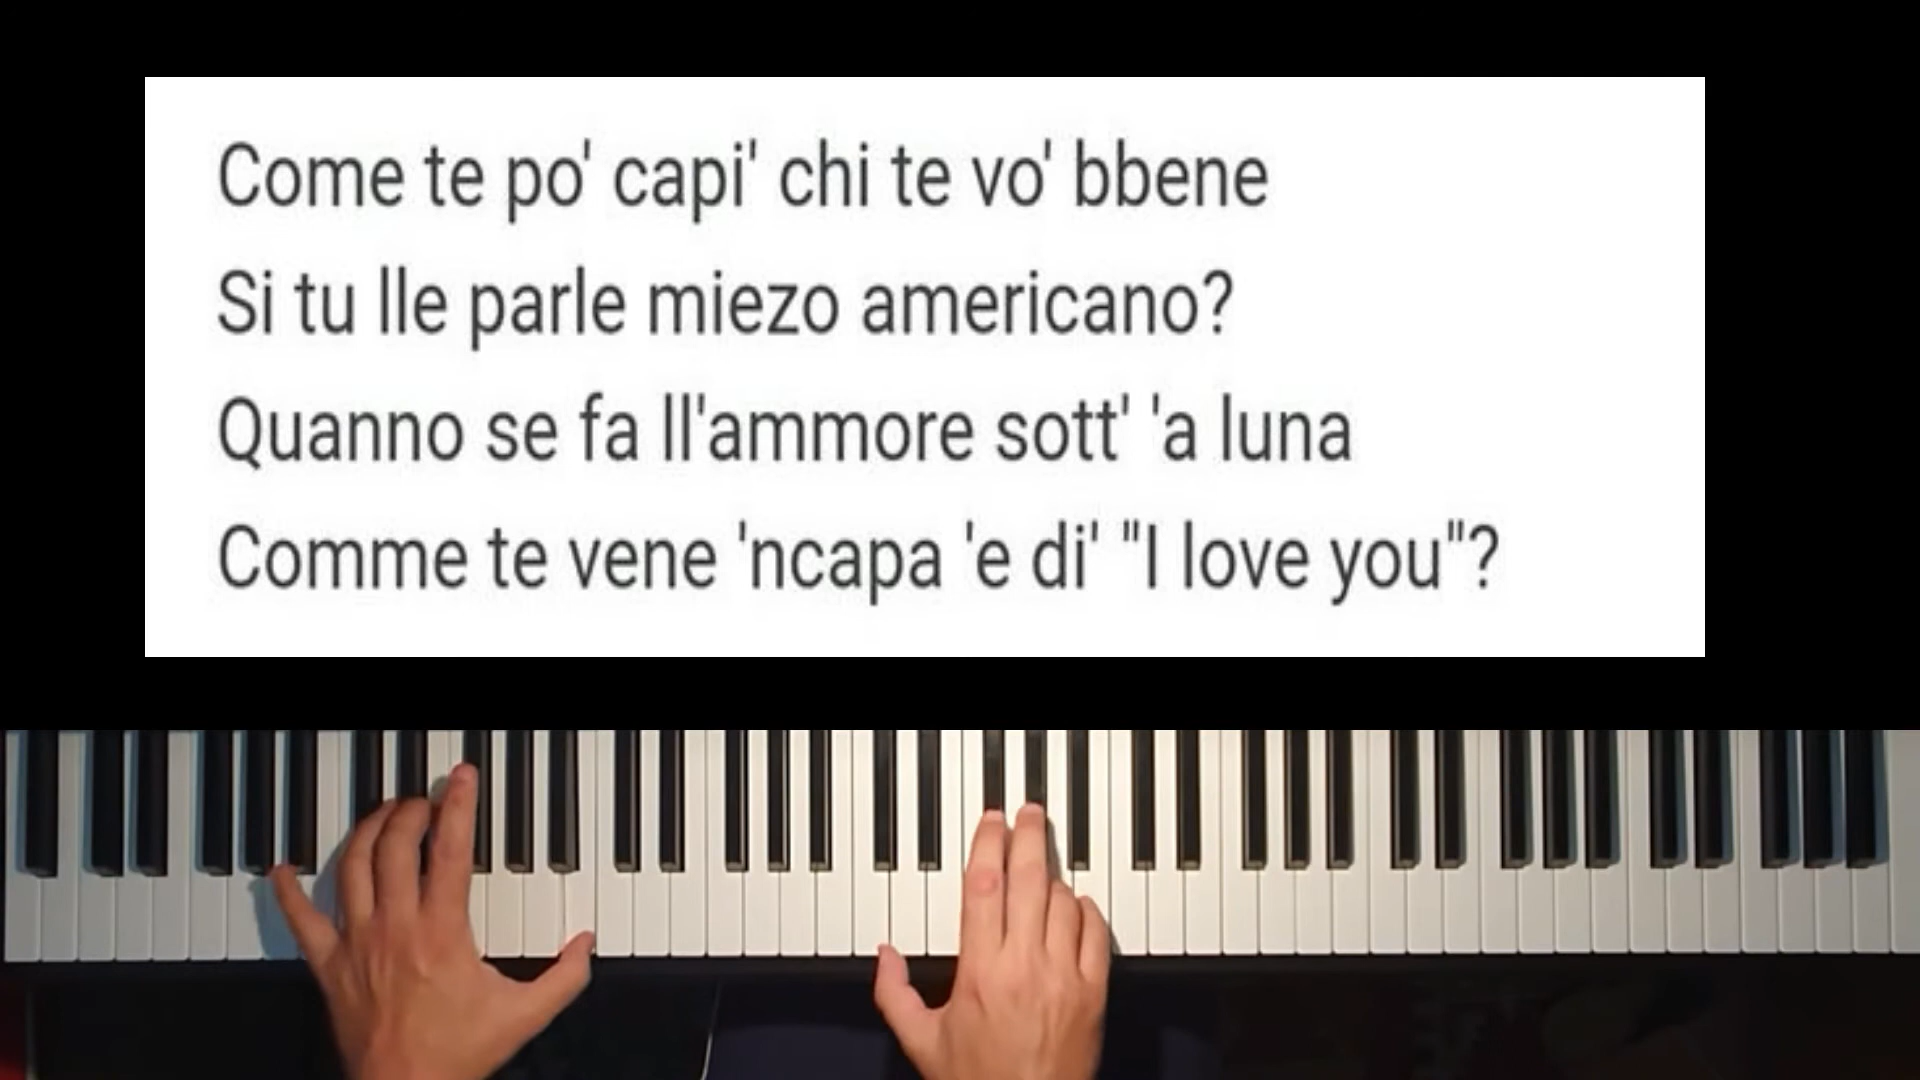 Come te po' capi' chi te vo' bbene
Si tu lle parle miezo americano?
Quanno se fa ll'ammore sott' 'a luna
Comme te vene 'ncapa 'e di' "I love you"?